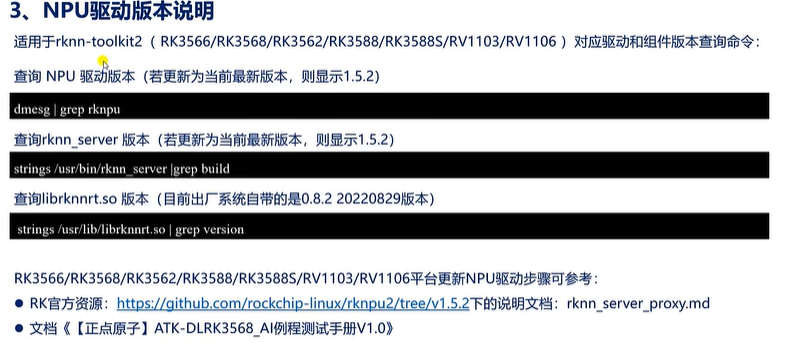 3、NPU驱动版本说明
适用于rknn-toolkit2（ RK3566/RK3568/RK3562/RK3588/RK3588S/RV1103/RV1106 ）对应驱动和组件版本查询命令：
查询 NPU 驱动版本（若更新为当前最新版本，则显示1.5.2）
dmesg | grep rknpu
查询rknn_server 版本（若更新为当前最新版本，则显示1.5.2）
strings /usr/bin/rknn_server |grep build
查询librknnrt.so 版本（目前出厂系统自带的是0.8.2 20220829版本）
strings /usr/lib/librknnrt.so | grep version
RK3566/RK3568/RK3562/RK3588/RK3588S/RV1103/RV1106平台更新NPU驱动步骤可参考：
● RK官方资源：https://github.com/rockchip-linux/rknpu2/tree/v1.5.2下的说明文档：rknn_server_proxy.md
● 文档《【正点原子】ATK-DLRK3568_AI例程测试手册V1.0》